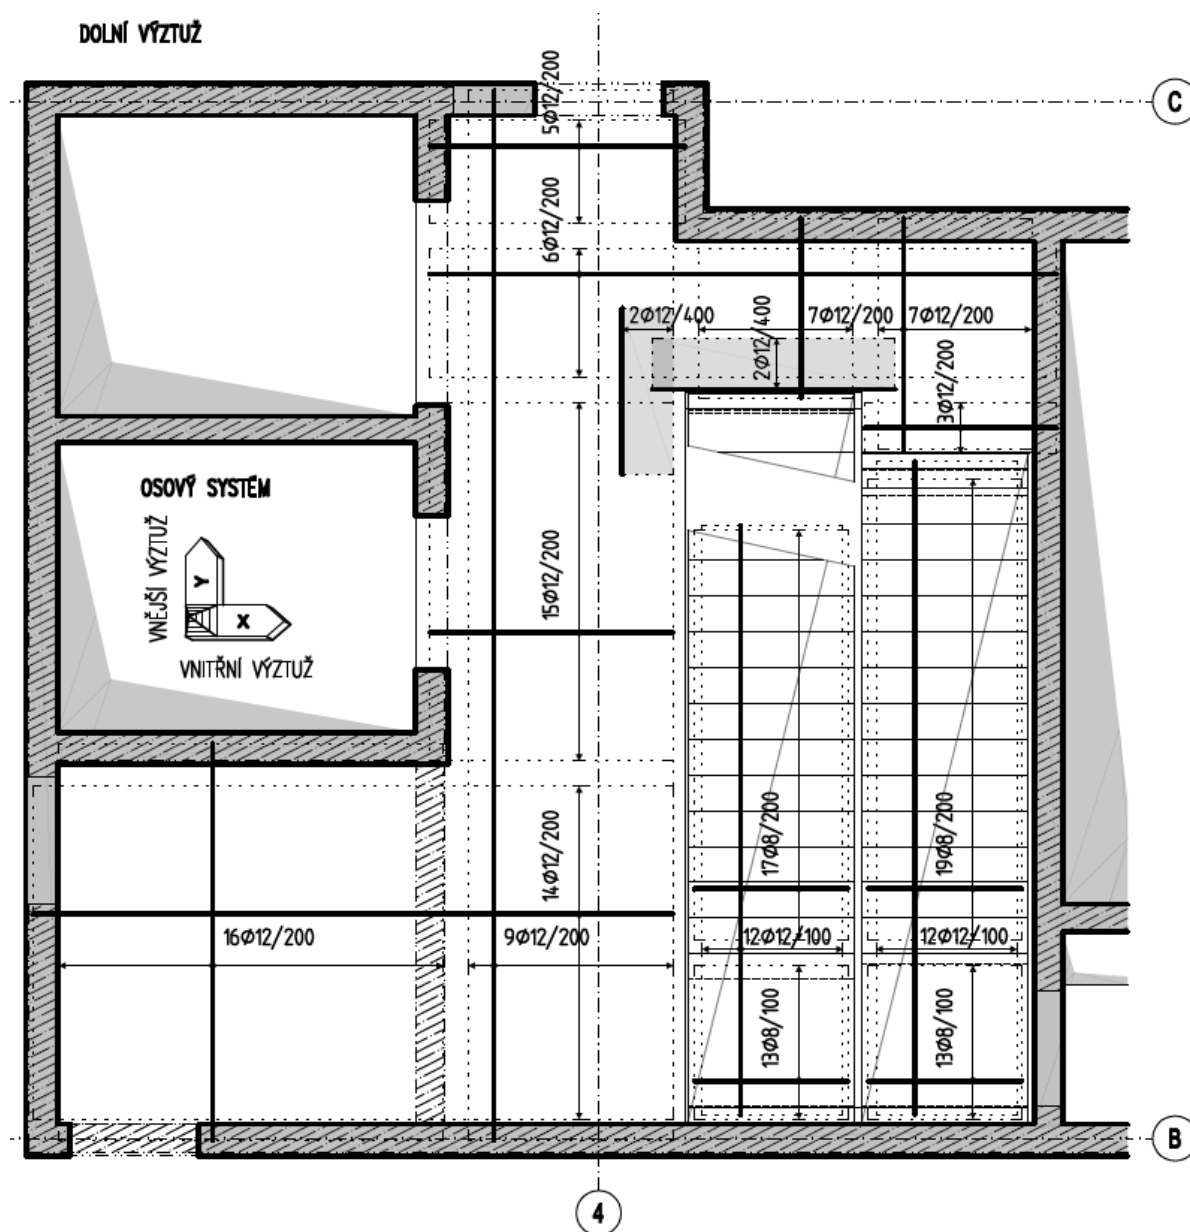 DOLNÍ VÝZTUŽ
5Ø12/200
C
6Ø12/200
2Ø12/400
2Ø12/400
7Ø12/200
7Ø12/200
3Ø12/200
OSOVÝ SYSTÉM
VNĚJŠÍ VÝZTUŽ
Y
X
VNITŘNÍ VÝZTUŽ
15Ø12/200
14Ø12/200
17Ø8/200
19Ø8/200
16Ø12/200
9Ø12/200
12Ø12/100
12Ø12/100
13Ø8/100
13Ø8/100
B
4